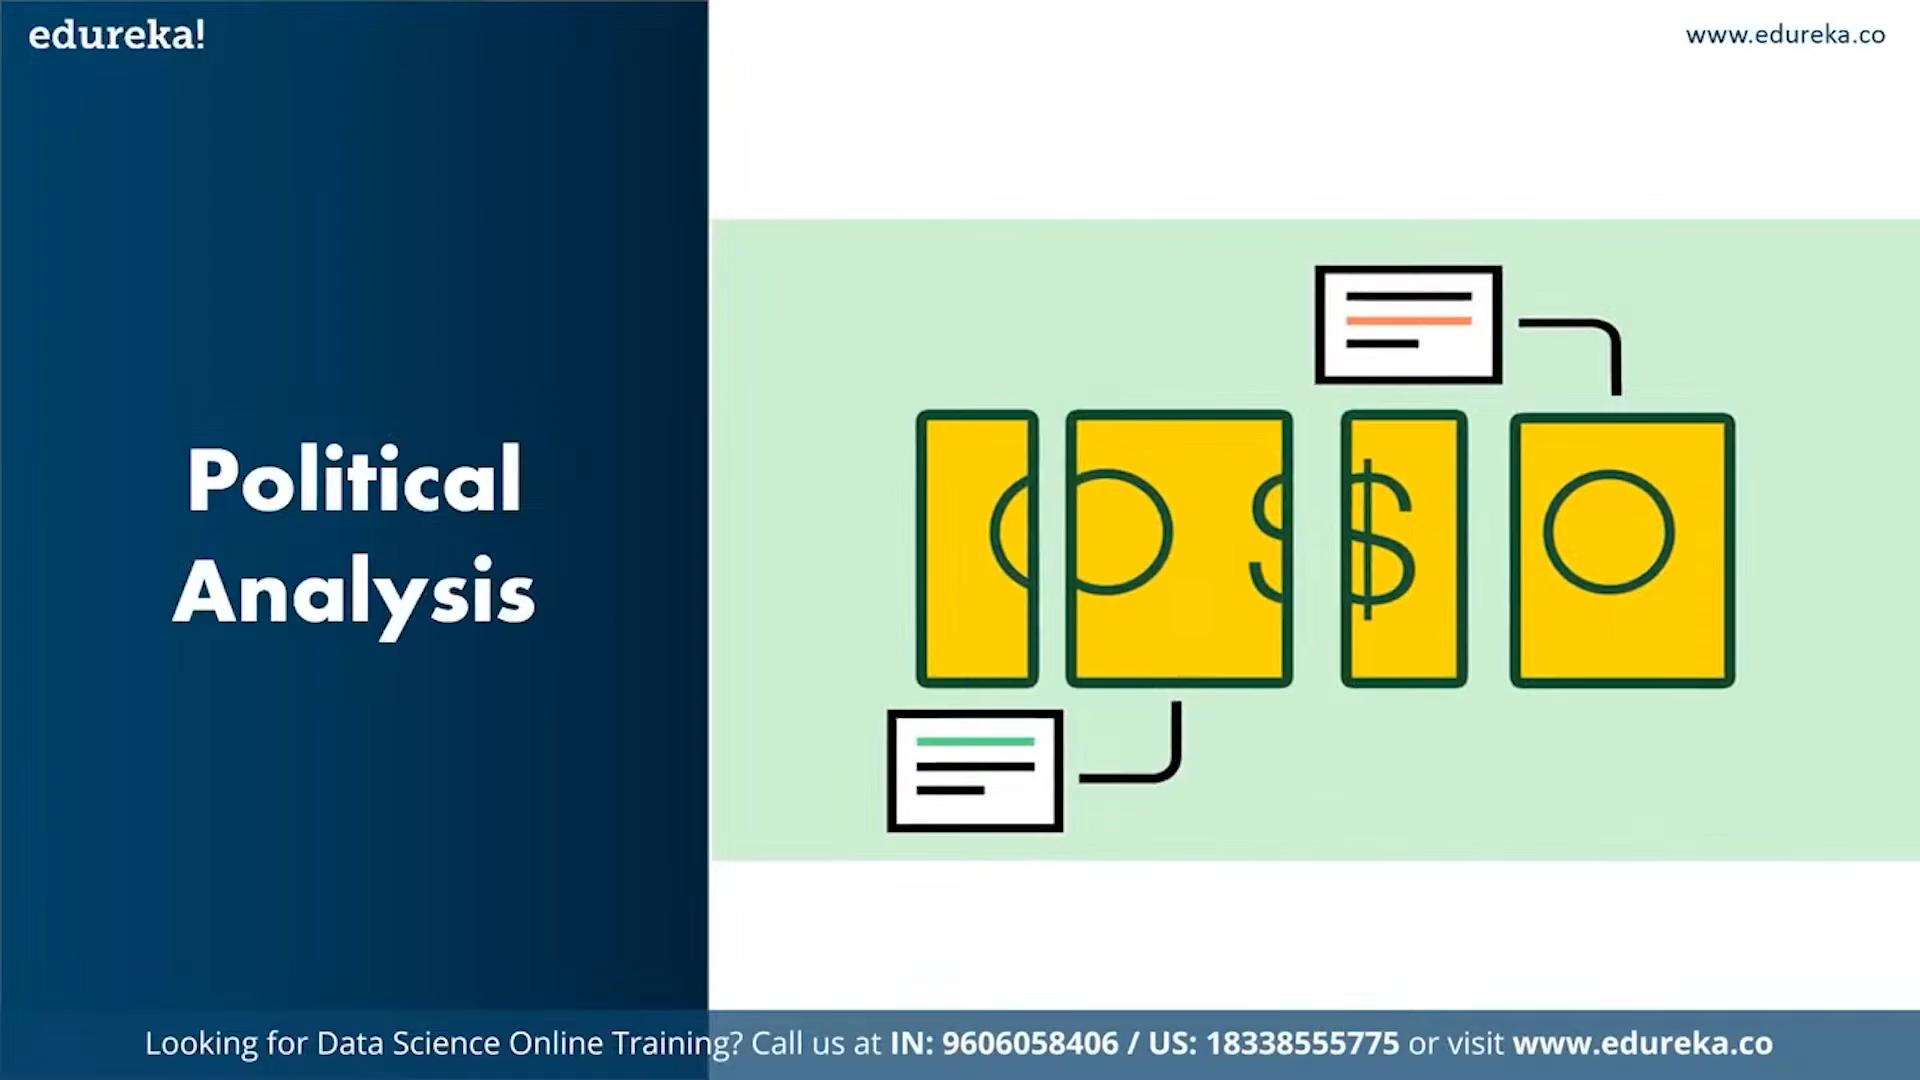 edureka!
www.edureka.co
Political
Analysis
$ $
Looking for Data Science Online Training? Call us at IN: 9606058406 / US: 18338555775 or visit www.edureka.co